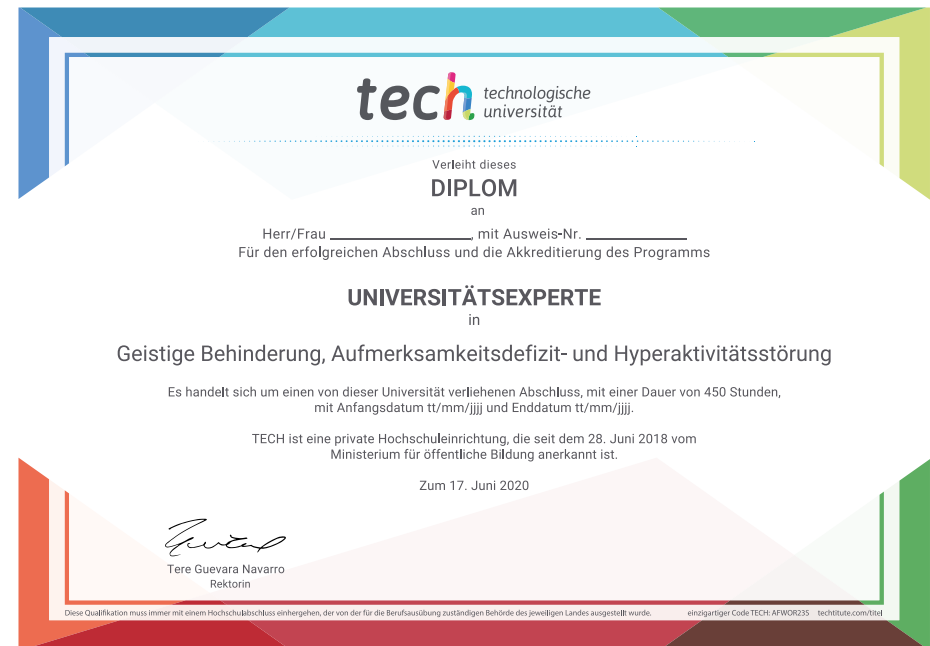 tech technologische
universität
Verleiht dieses
DIPLOM
an
Herr/Frau ____________________, mit Ausweis-Nr. ______________
Für den erfolgreichen Abschluss und die Akkreditierung des Programms
UNIVERSITÄTSEXPERTE
in
Geistige Behinderung, Aufmerksamkeitsdefizit- und Hyperaktivitätsstörung
Es handelt sich um einen von dieser Universität verliehenen Abschluss, mit einer Dauer von 450 Stunden,
mit Anfangsdatum tt/mm/jjjj und Enddatum tt/mm/jjjj.
TECH ist eine private Hochschuleinrichtung, die seit dem 28. Juni 2018 vom
Ministerium für öffentliche Bildung anerkannt ist.
Zum 17. Juni 2020
Tere Guevara Navarro
Rektorin
Diese Qualifikation muss immer mit einem Hochschulabschluss einhergehen, der von der für die Berufsausübung zuständigen Behörde des jeweiligen Landes ausgestellt wurde. einzigartiger Code TECH: AFWOR23S techtitute.com/titel